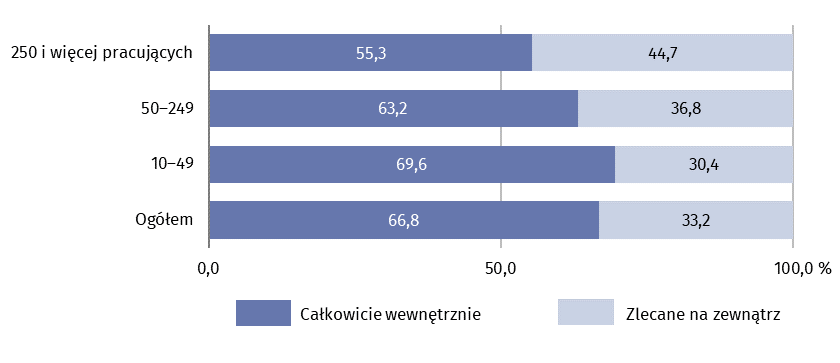 250 i więcej pracujących 55,3 44,7
50–249 63,2 36,8
10–49 69,6 30,4
Ogółem 66,8 33,2
0,0 50,0 100,0 %
Całkowicie wewnętrznie Zlecane na zewnątrz